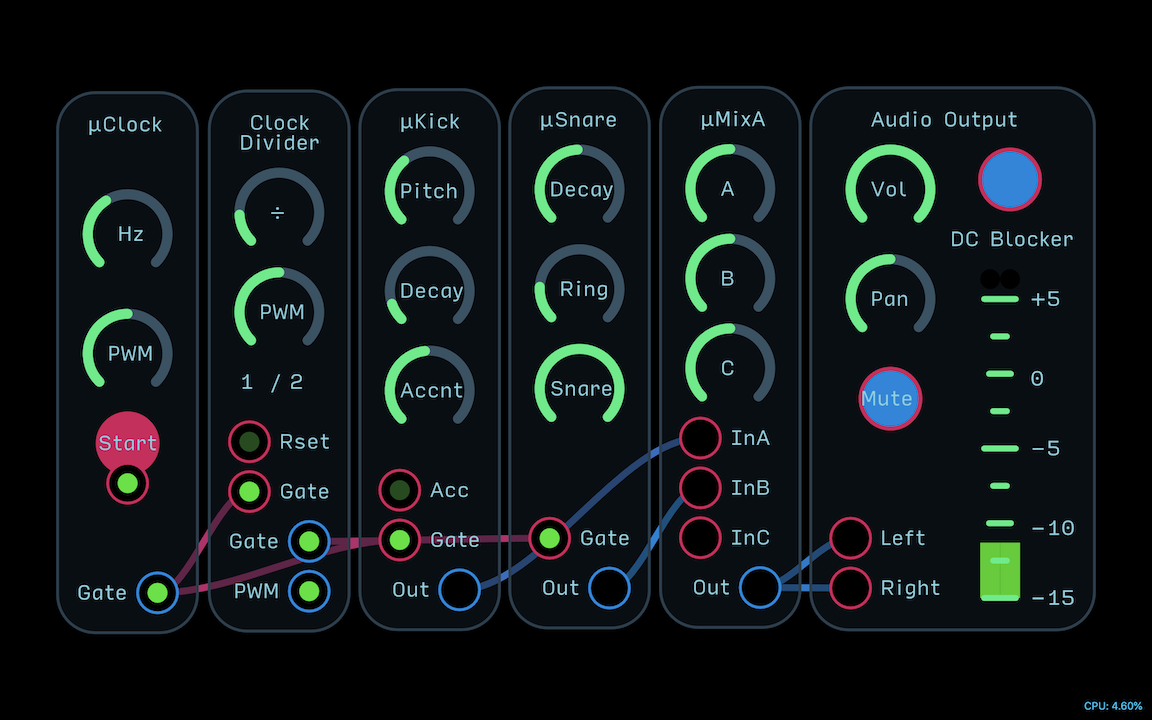 µClock
Hz
PWM
Start
Gate
Clock
Divider
÷
PWM
1 / 2
Rset
Gate
Gate
PWM
µKick
Pitch
Decay
Accnt
Acc
Gate
Out
µSnare
Decay
Ring
Snare
Gate
Out
µMixA
A
B
C
InA
InB
InC
Out
Audio Output
Vol
DC Blocker
Pan
Mute
+5
0
−5
−10
−15
Left
Right
CPU: 4.60%